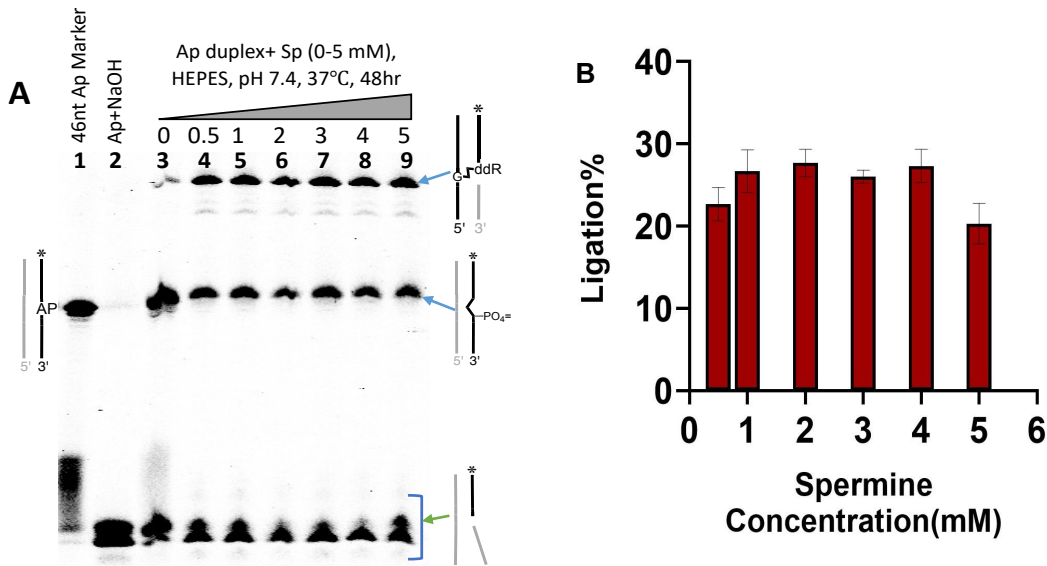 A
46nt Ap Marker
Ap+NaOH
Ap duplex+ Sp (0-5 mM),
HEPES, pH 7.4, 37℃, 48hr
0 0.5 1 2 3 4 5
1 2 3 4 5 6 7 8 9
*
G ddR
5' 3'
*
AP
5' 3'
*
PO₄=
5' 3'
*
B
Ligation%
40
30
20
10
0
0 1 2 3 4 5 6
Spermine
Concentration(mM)